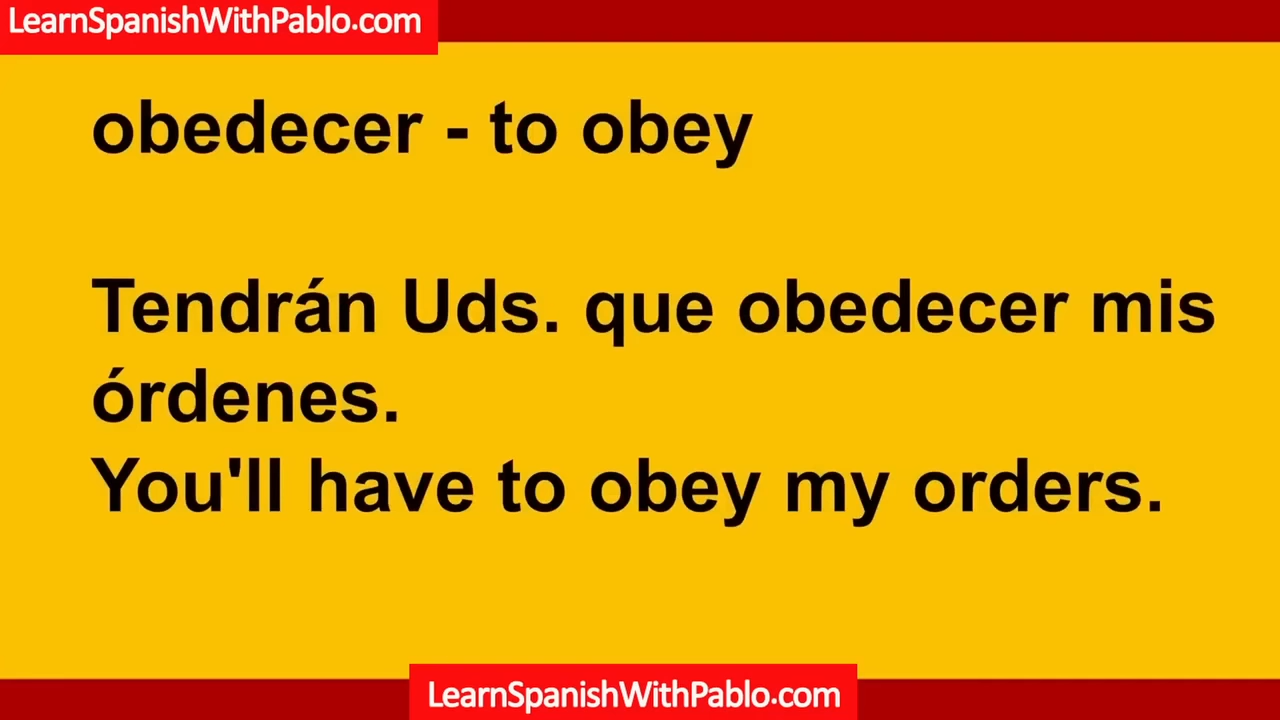 LearnSpanishWithPablo.com
obedecer - to obey
Tendrán Uds. que obedecer mis
órdenes.
You'll have to obey my orders.
LearnSpanishWithPablo.com